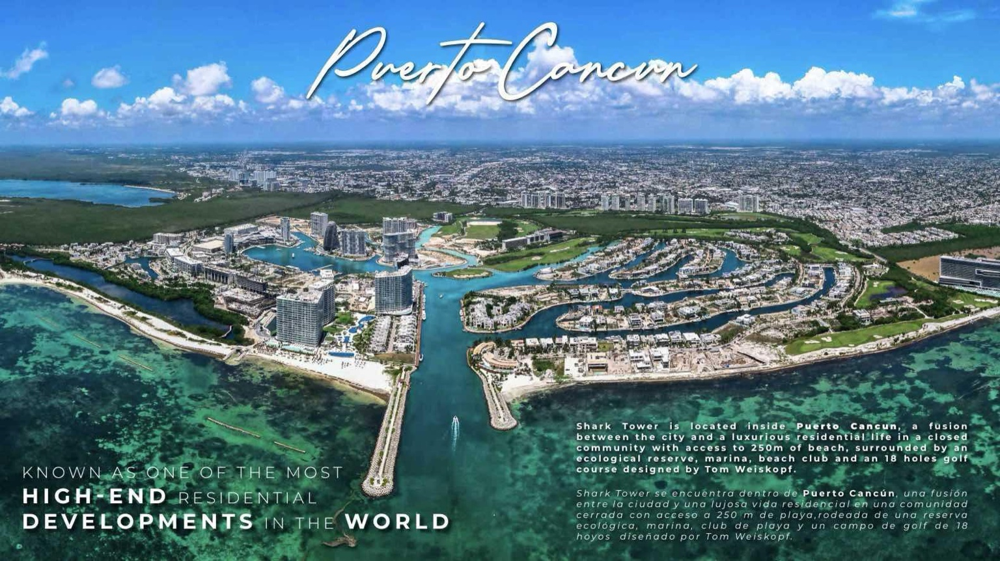 Puerto Cancun
KNOWN AS ONE OF THE MOST
HIGH-END RESIDENTIAL
DEVELOPMENTS IN THE WORLD
Shark Tower is located inside Puerto Cancun, a fusion
between the city and a luxurious residential life in a closed
community with access to 250m of beach, surrounded by an
ecological reserve, marina, beach club and an 18 holes golf
course designed by Tom Weiskopf.
Shark Tower se encuentra dentro de Puerto Cancún, una fusión
entre la ciudad y una lujosa vida residencial en una comunidad
cerrada con acceso a 250 m de playa,rodeada de una reserva
ecológica, marina, club de playa y un campo de golf de 18
hoyos diseñado por Tom Weiskopf.